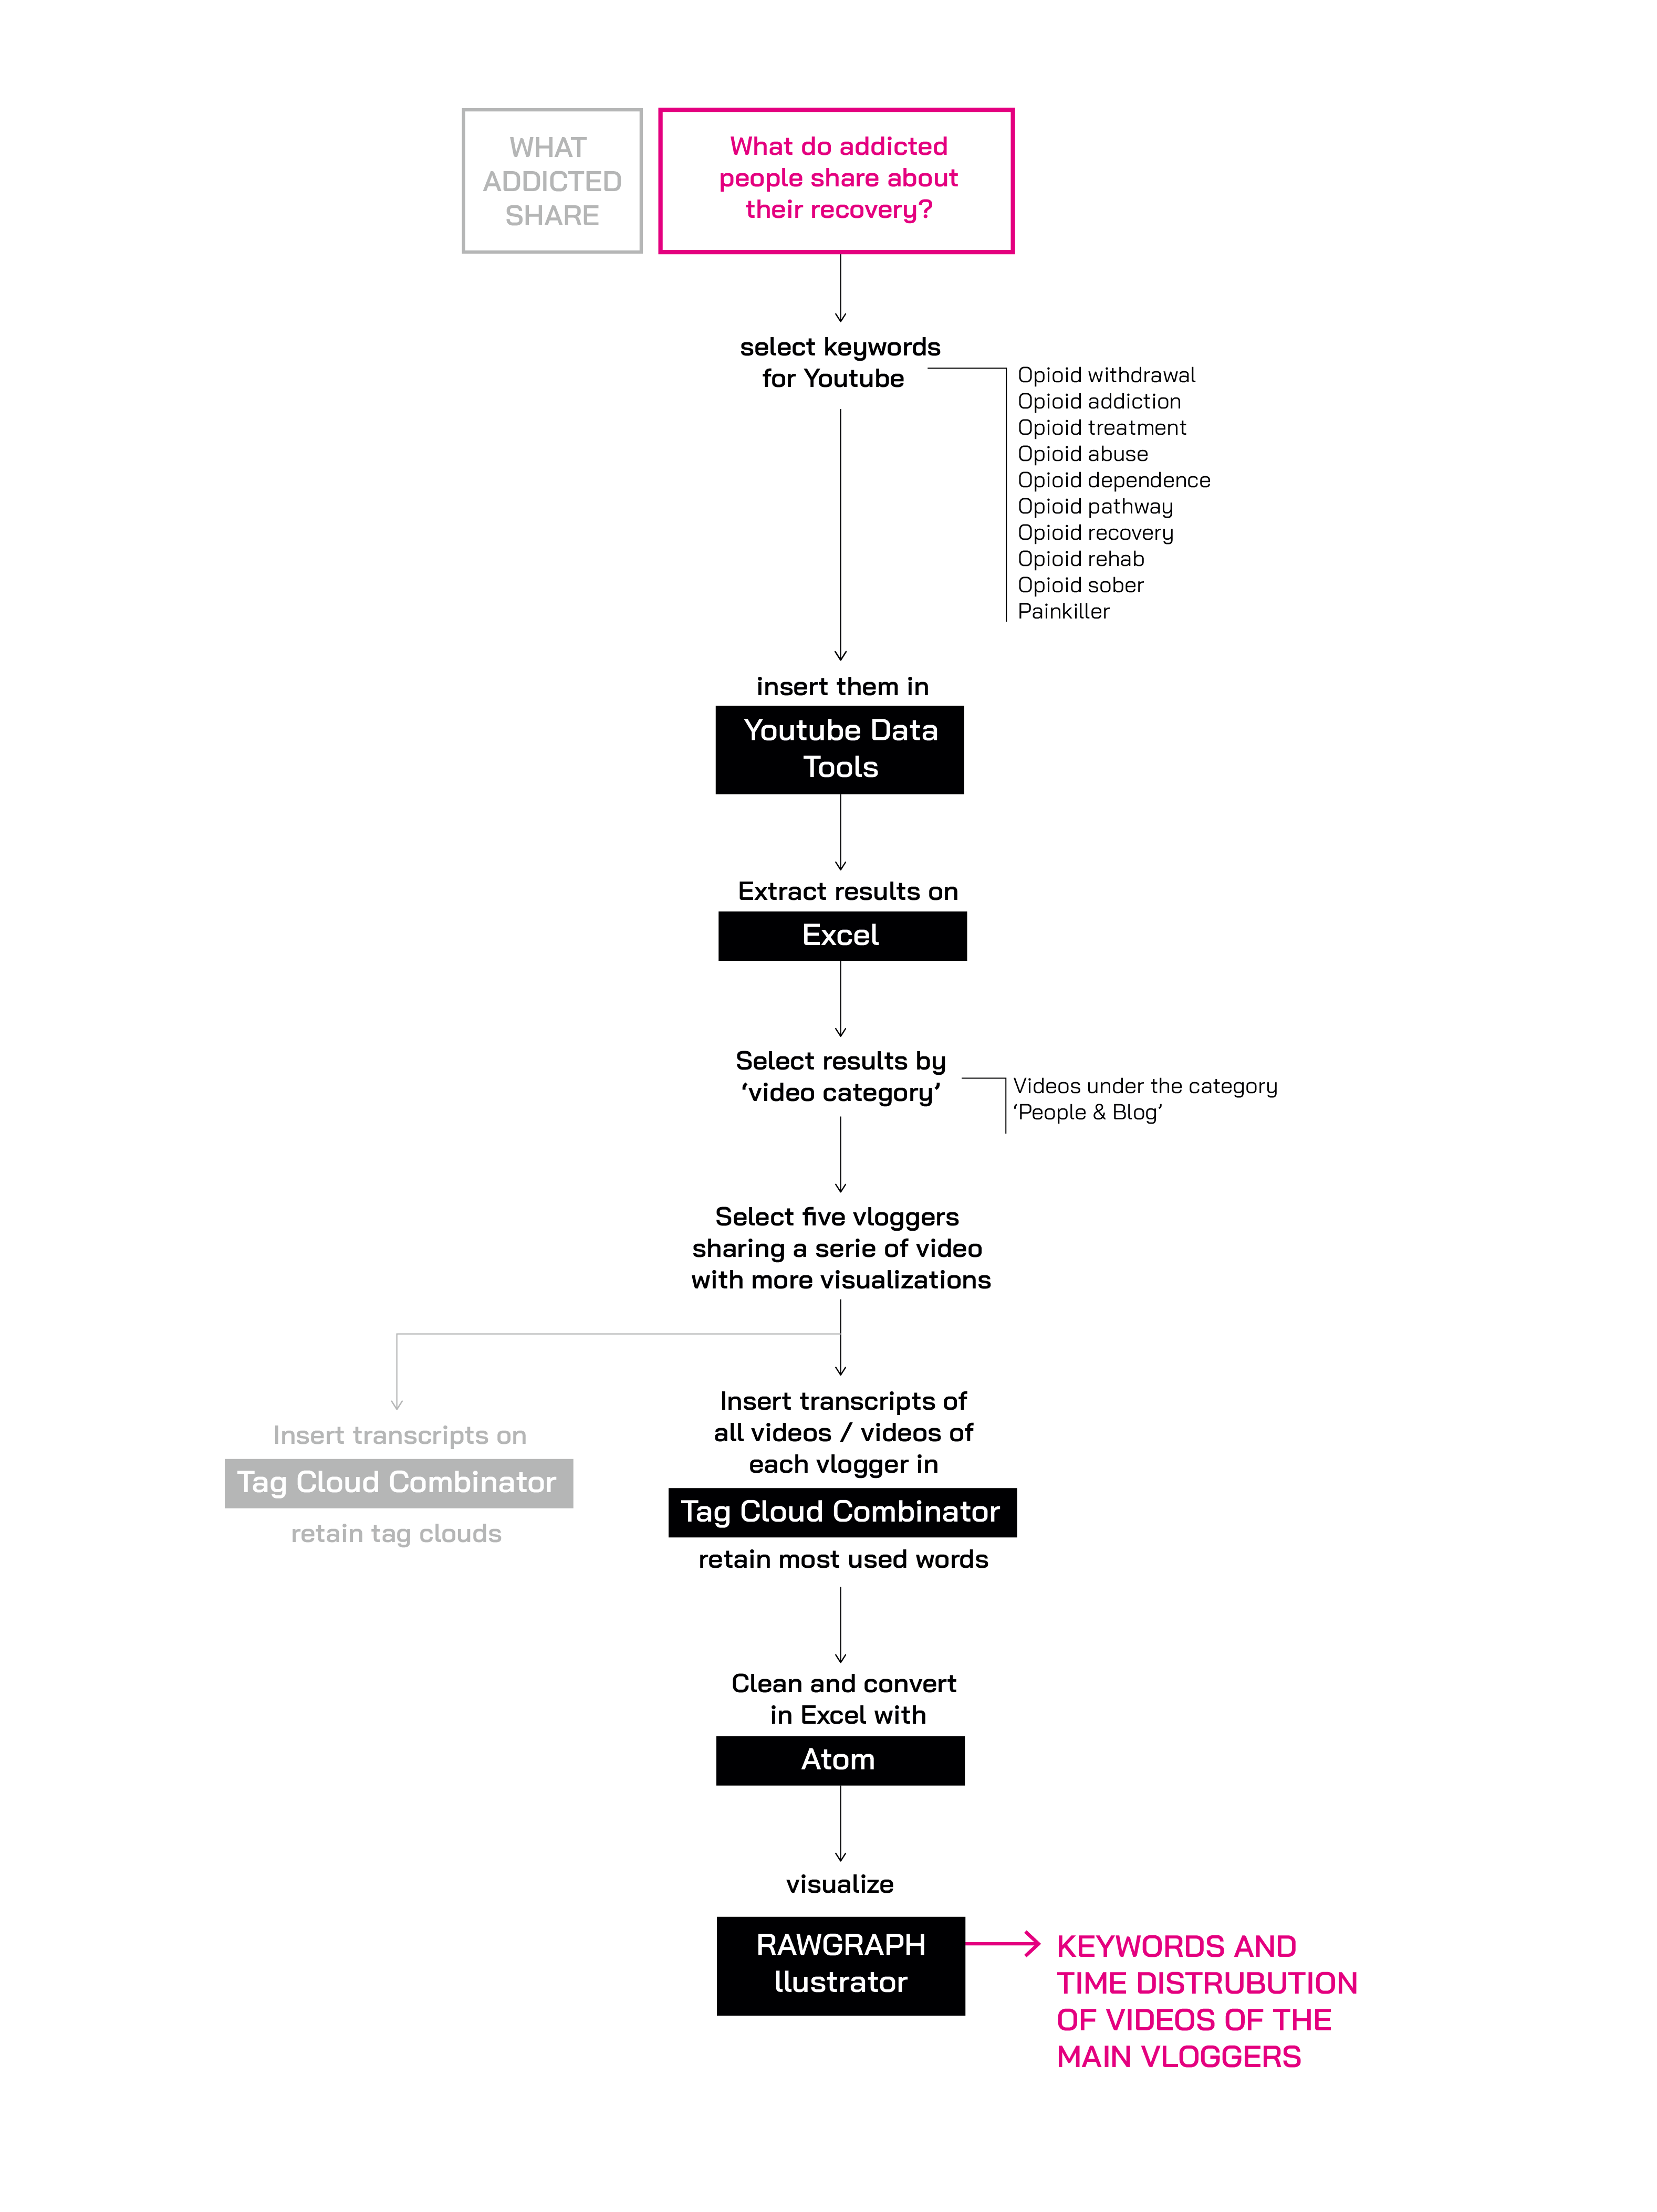 WHAT
ADDICTED
SHARE
What do addicted
people share about
their recovery?
select keywords
for Youtube
Opioid withdrawal
Opioid addiction
Opioid treatment
Opioid abuse
Opioid dependence
Opioid pathway
Opioid recovery
Opioid rehab
Opioid sober
Painkiller
insert them in
Youtube Data
Tools
Extract results on
Excel
Select results by
‘video category’
Videos under the category
‘People & Blog’
Select five vloggers
sharing a serie of video
with more visualizations
Insert transcripts on
Tag Cloud Combinator
retain tag clouds
Insert transcripts of
all videos / videos of
each vlogger in
Tag Cloud Combinator
retain most used words
Clean and convert
in Excel with
Atom
visualize
RAWGRAPH
llustrator
KEYWORDS AND
TIME DISTRUBUTION
OF VIDEOS OF THE
MAIN VLOGGERS